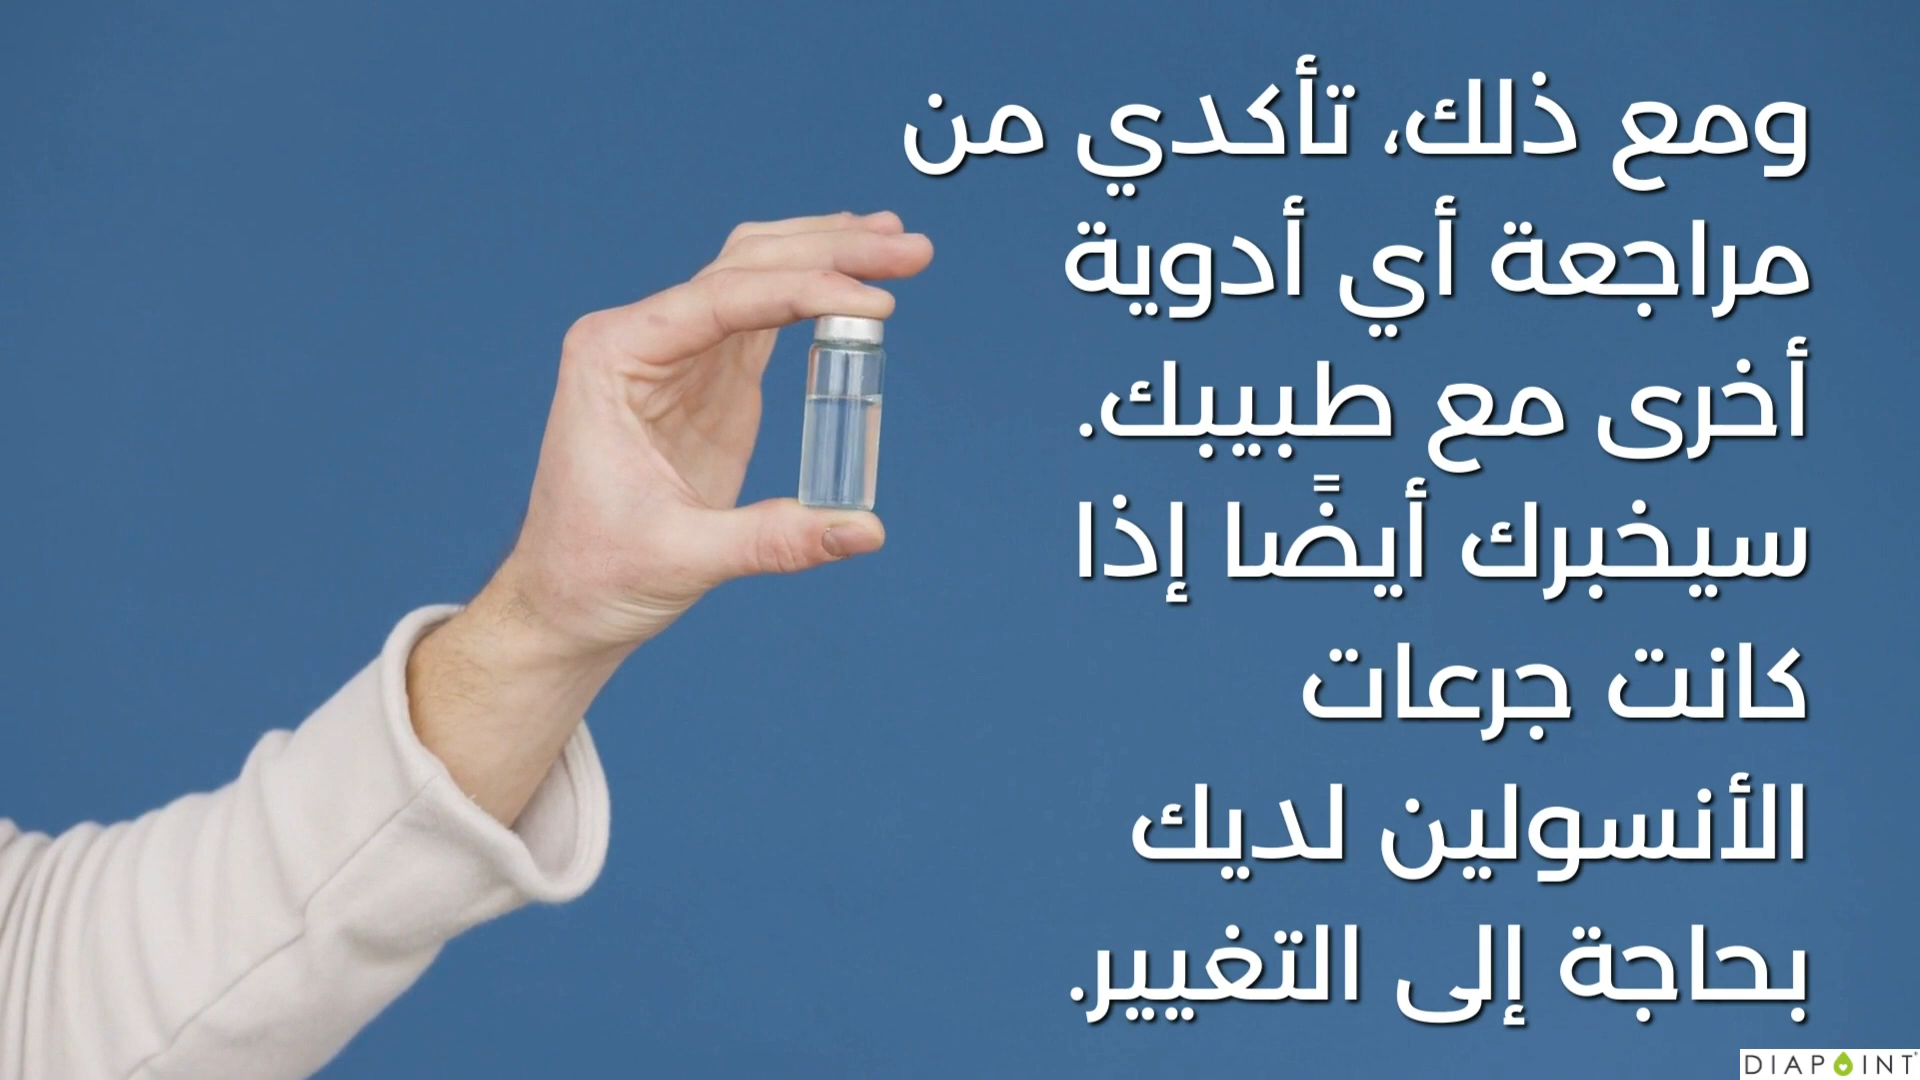 ومع ذلك، تأكدي من
مراجعة أي أدوية
أخرى مع طبيبك.
سيخبرك أيضًا إذا
كانت جرعات
الأنسولين لديك
بحاجة إلى التغيير.
DIAPOINT